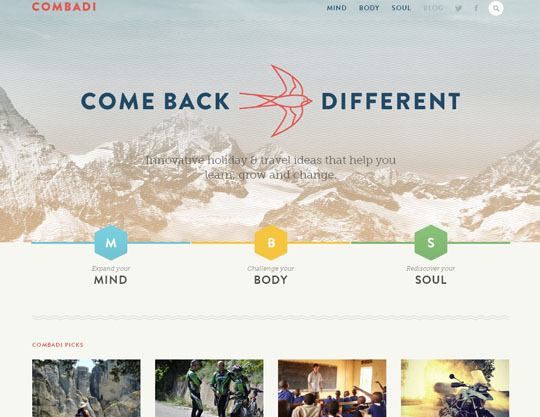 COMBADI
MIND BODY SOUL BLOG
COME BACK DIFFERENT
Innovative holiday & travel ideas that help you
learn, grow and change.
M B S
Expand your Challenge your Rediscover your
MIND BODY SOUL
COMBADI PICKS